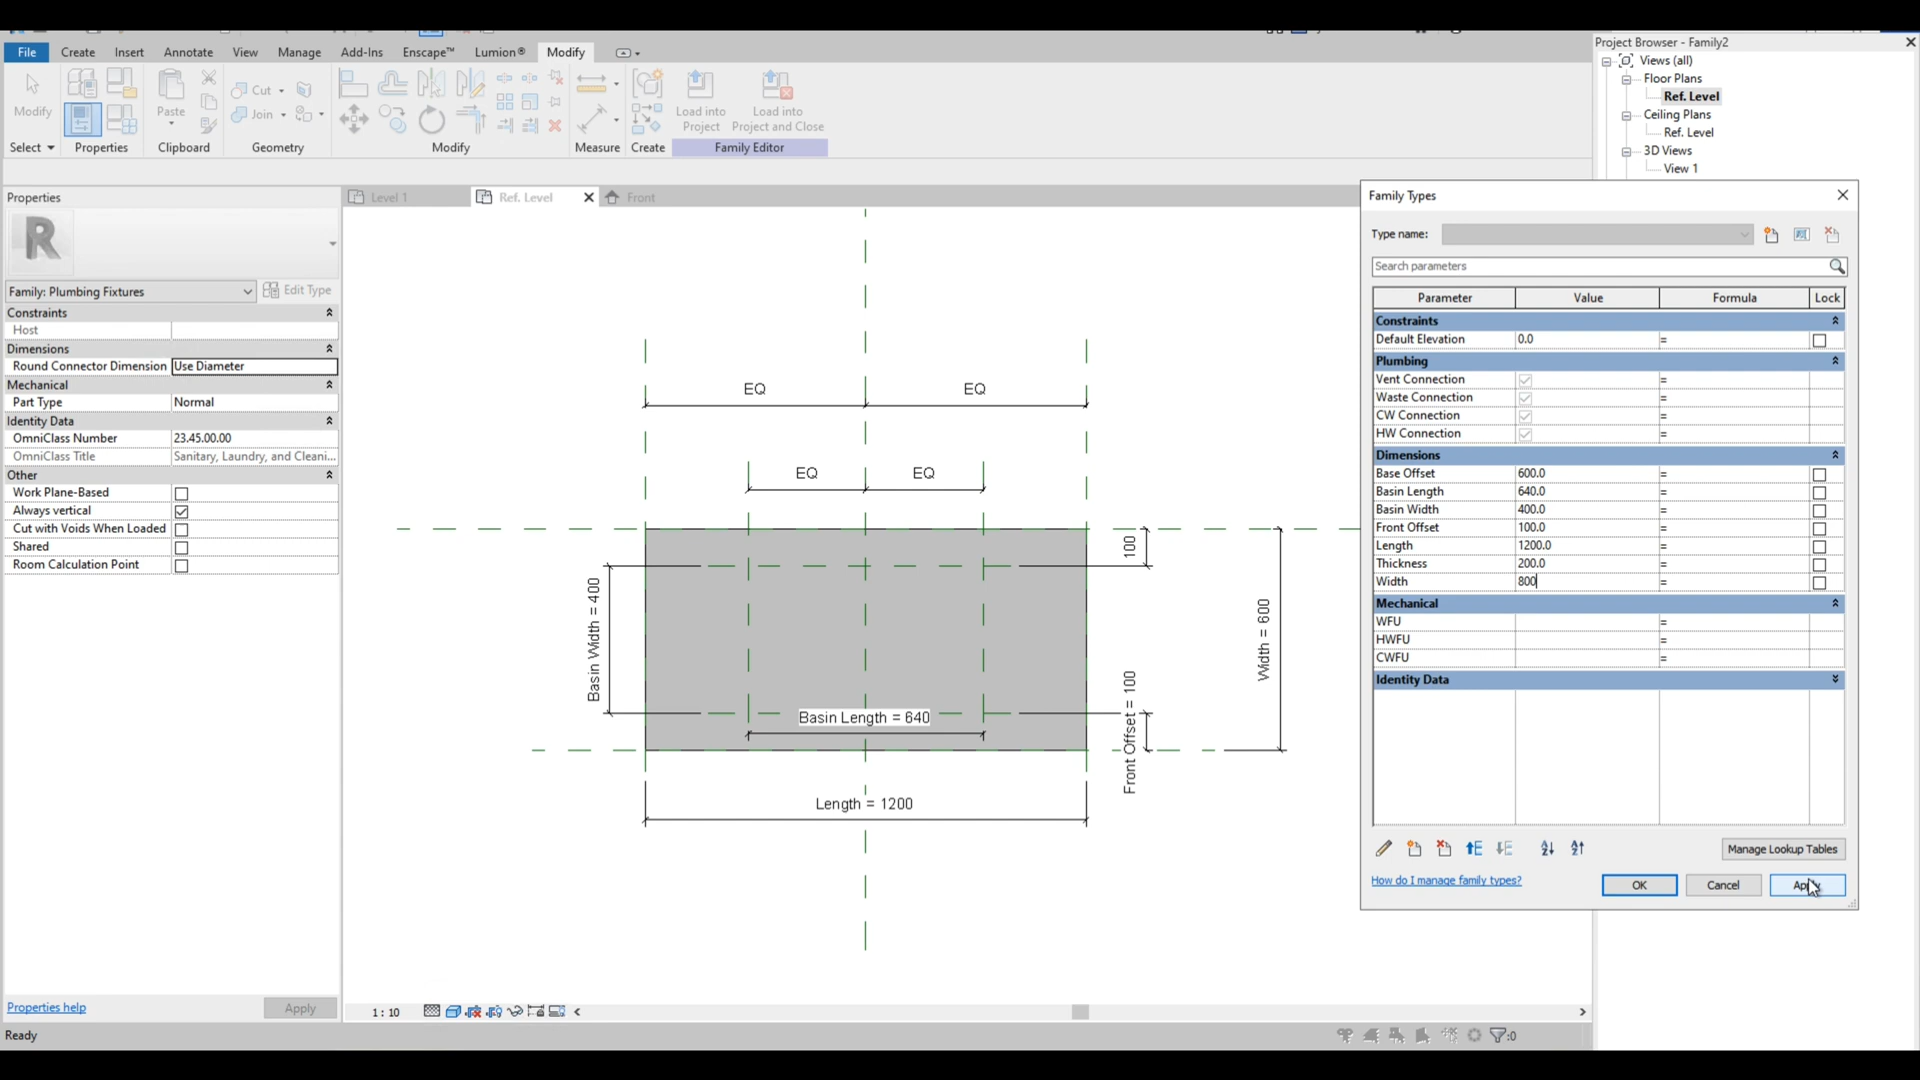 File Create Insert Annotate View Manage Add-Ins Enscape™ Lumion® Modify
Modify
Select
Properties
Paste
Clipboard
Cut
Join
Geometry
Modify
Measure
Create
Load into
Project
Load into
Project and Close
Family Editor
Properties
R
Family: Plumbing Fixtures
Edit Type
Constraints
Host
Dimensions
Round Connector Dimension Use Diameter
Mechanical
Part Type Normal
Identity Data
OmniClass Number 23.45.00.00
OmniClass Title Sanitary, Laundry, and Cleani...
Other
Work Plane-Based
Always vertical
Cut with Voids When Loaded
Shared
Room Calculation Point
Properties help
Apply
Ready
Level 1
Ref. Level
Front
EQ EQ
EQ EQ
100
Basin Width = 400
Width = 600
Basin Length = 640
Front Offset = 100
Length = 1200
1 : 10
:0
Project Browser - Family2
Views (all)
Floor Plans
Ref. Level
Ceiling Plans
Ref. Level
3D Views
View 1
Family Types
Type name:
Search parameters
Parameter Value Formula Lock
Constraints
Default Elevation 0.0 =
Plumbing
Vent Connection =
Waste Connection =
CW Connection =
HW Connection =
Dimensions
Base Offset 600.0 =
Basin Length 640.0 =
Basin Width 400.0 =
Front Offset 100.0 =
Length 1200.0 =
Thickness 200.0 =
Width 800 =
Mechanical
WFU =
HWFU =
CWFU =
Identity Data
Manage Lookup Tables
How do I manage family types?
OK Cancel Apply